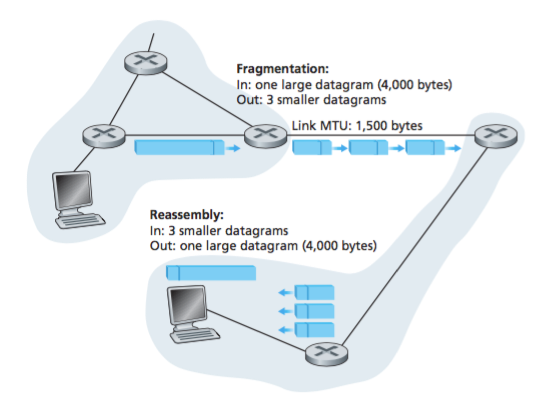 Fragmentation:
In: one large datagram (4,000 bytes)
Out: 3 smaller datagrams
Link MTU: 1,500 bytes
Reassembly:
In: 3 smaller datagrams
Out: one large datagram (4,000 bytes)